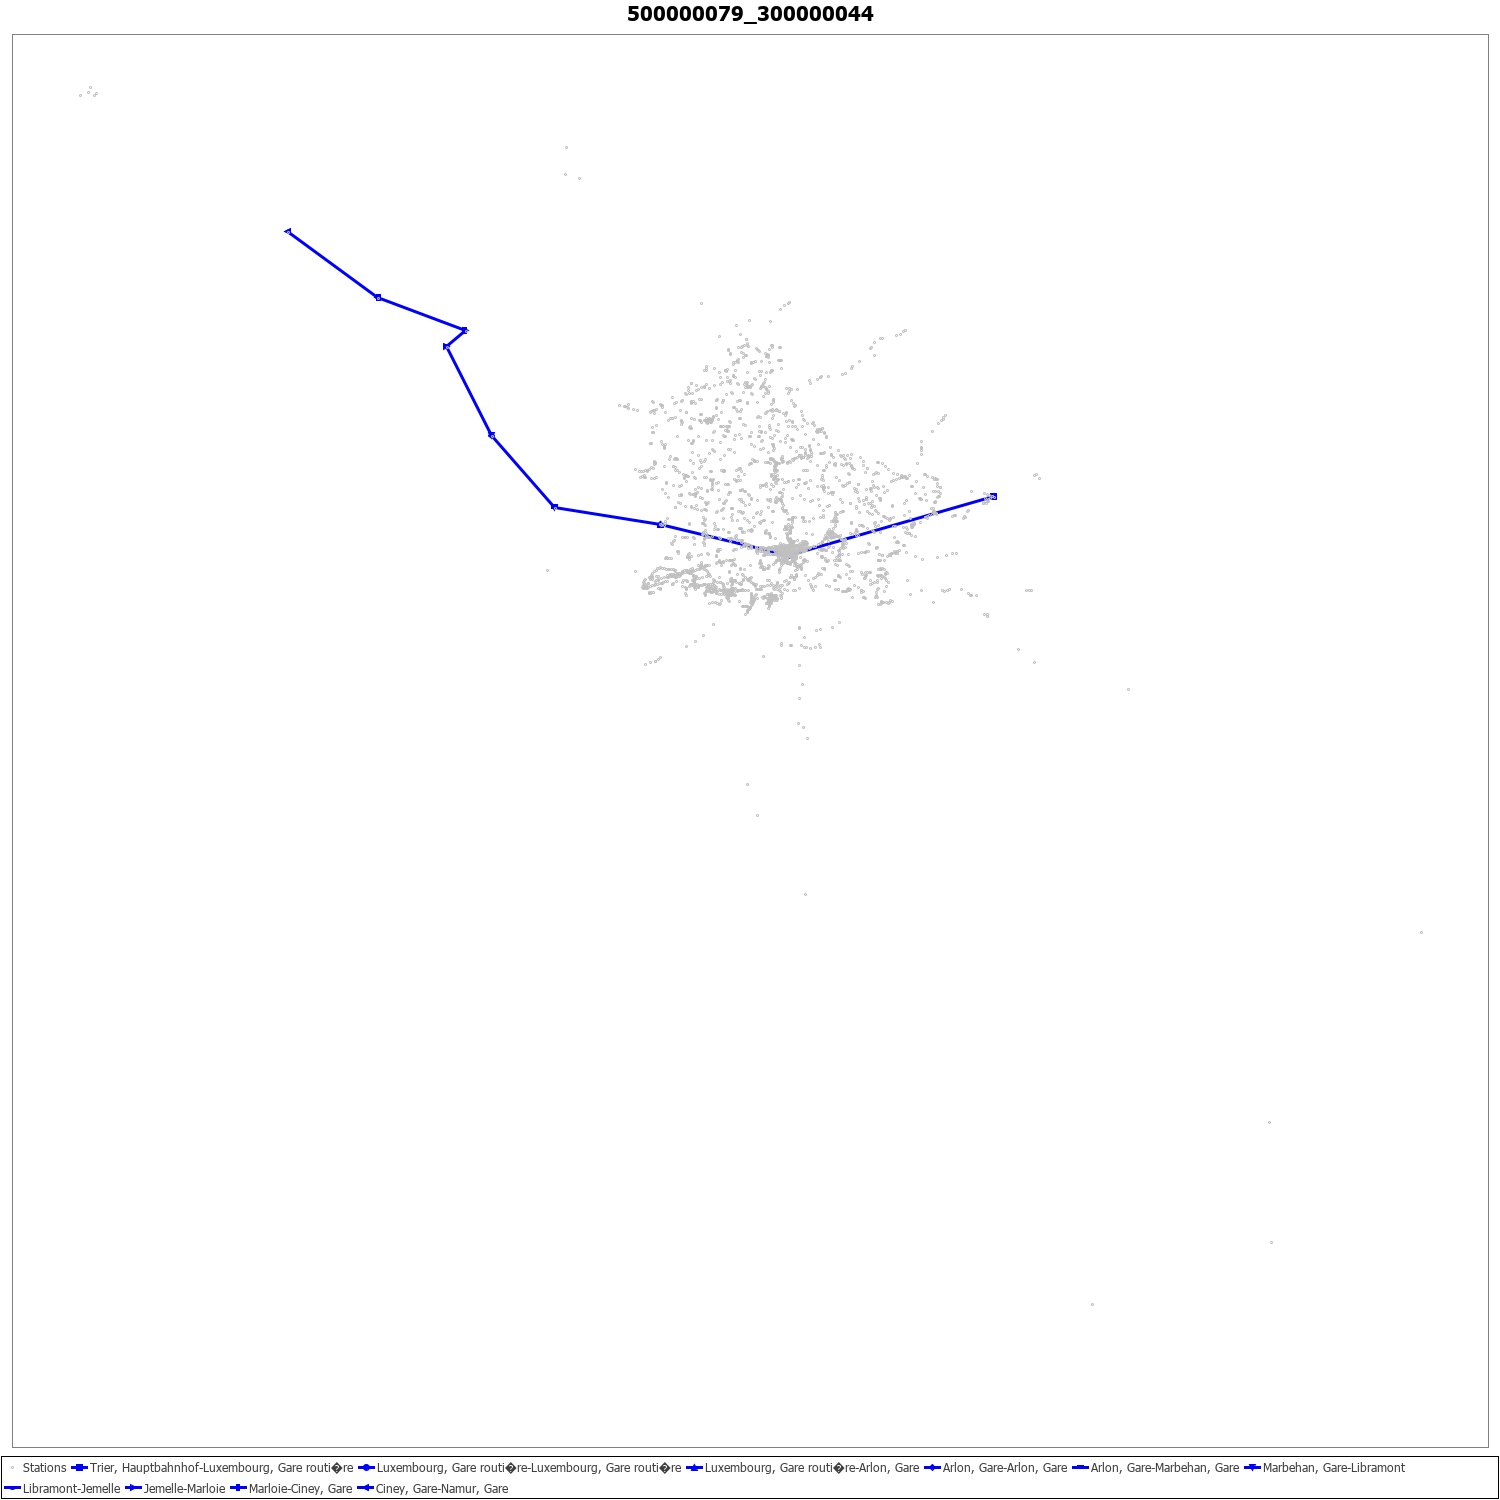 500000079_300000044
Stations Trier, Hauptbahnhof-Luxembourg, Gare routi�re Luxembourg, Gare routi�re-Luxembourg, Gare routi�re Luxembourg, Gare routi�re-Arlon, Gare Arlon, Gare-Arlon, Gare Arlon, Gare-Marbehan, Gare Marbehan, Gare-Libramont
Libramont-Jemelle Jemelle-Marloie Marloie-Ciney, Gare Ciney, Gare-Namur, Gare